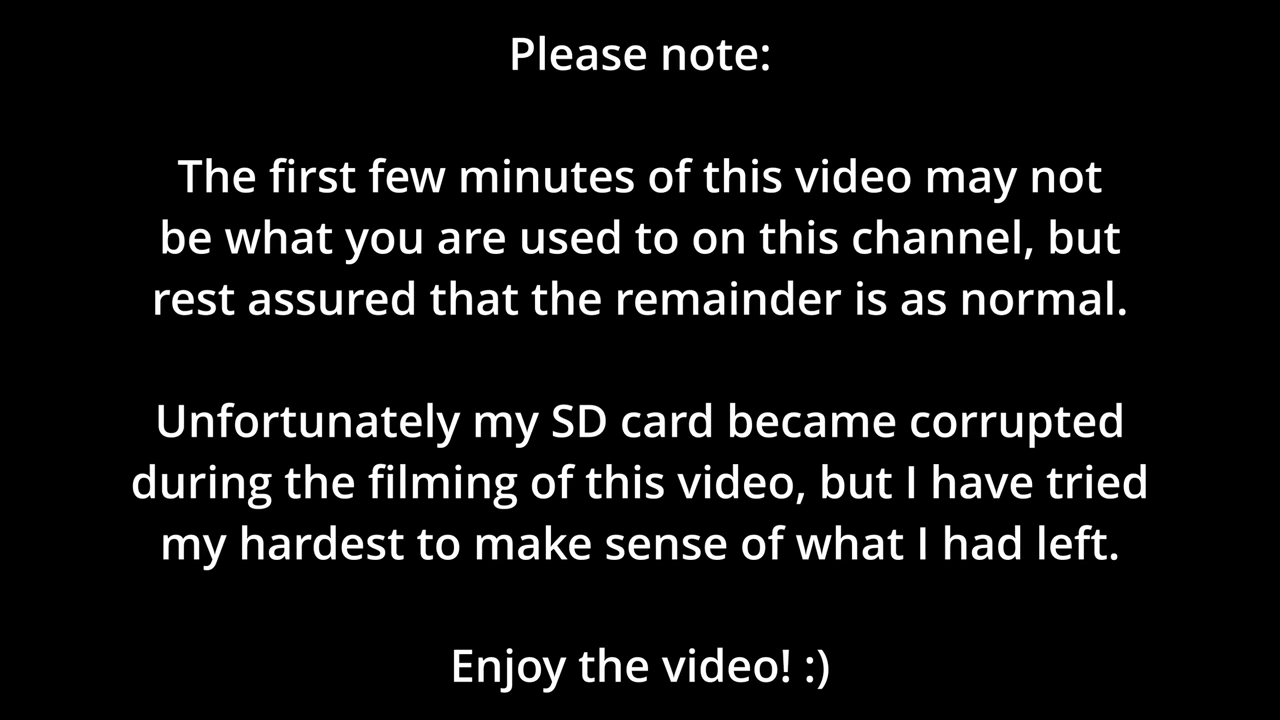 Please note:
The first few minutes of this video may not
be what you are used to on this channel, but
rest assured that the remainder is as normal.
Unfortunately my SD card became corrupted
during the filming of this video, but I have tried
my hardest to make sense of what I had left.
Enjoy the video! :)